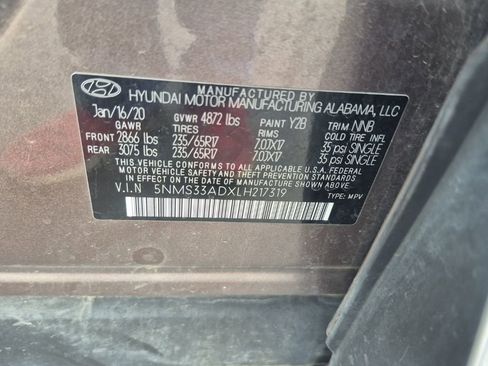 MANUFACTURED BY
HYUNDAI MOTOR MANUFACTURING ALABAMA, LLC
Jan/16/20 GVWR 4872 lbs PAINT Y2B TRIM NNB
GAWR TIRES RIMS COLD TIRE INFL
FRONT 2866 lbs 235/65R17 7.0JX17 35 psi SINGLE
REAR 3075 lbs 235/65R17 7.0JX17 35 psi SINGLE
THIS VEHICLE CONFORMS TO ALL APPLICABLE U.S.A. FEDERAL
MOTOR VEHICLE SAFETY AND THEFT PREVENTION STANDARDS
IN EFFECT ON THE DATE OF MANUFACTURE SHOWN ABOVE.
V.I.N 5NMS33ADXLH217319 TYPE: MPV